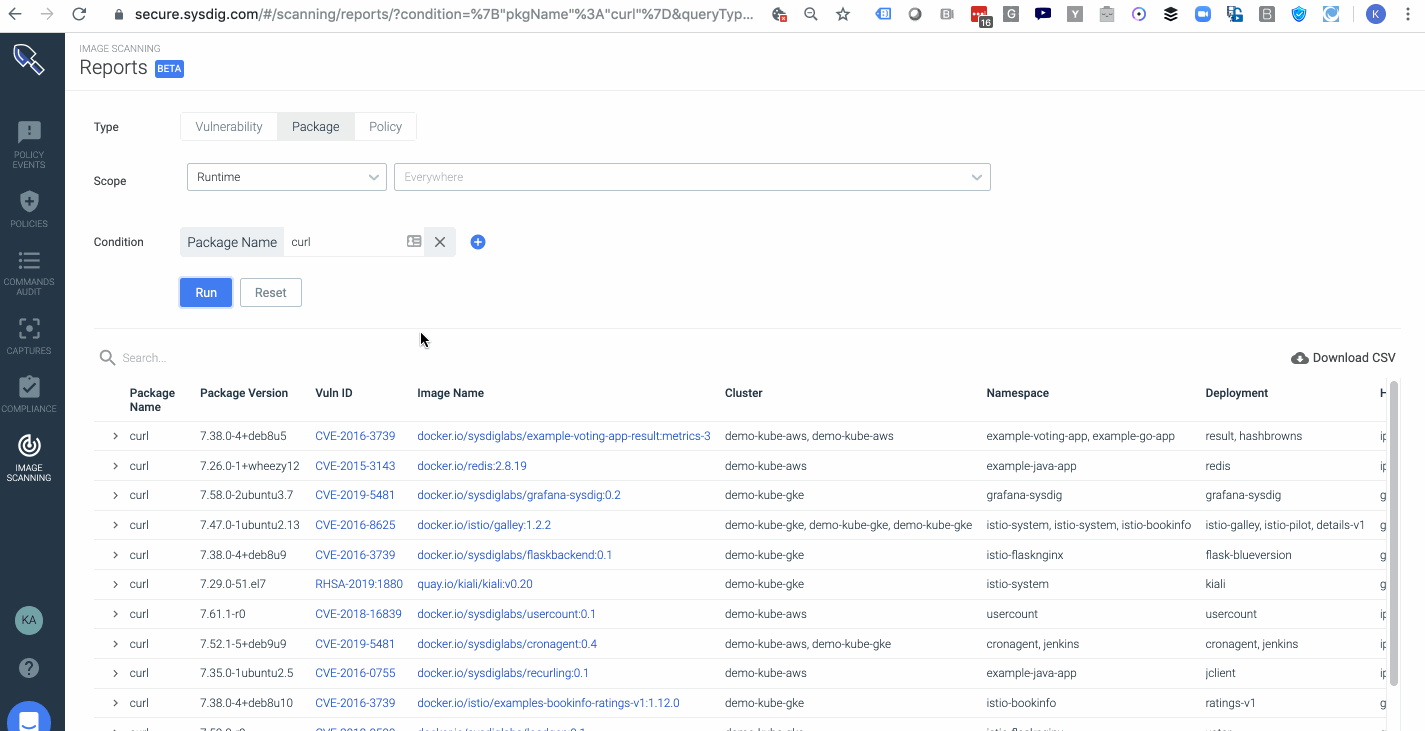 secure.sysdig.com/#/scanning/reports/?condition=%7B"pkgName"%3A"curl"%7D&queryTyp...
16
G
Y
B
K
IMAGE SCANNING
Reports BETA
POLICY EVENTS
POLICIES
COMMANDS AUDIT
CAPTURES
COMPLIANCE
IMAGE SCANNING
KA
Type Vulnerability Package Policy
Scope Runtime Everywhere
Condition Package Name curl
Run Reset
Search... Download CSV
Package Name Package Version Vuln ID Image Name Cluster Namespace Deployment
curl 7.38.0-4+deb8u5 CVE-2016-3739 docker.io/sysdiglabs/example-voting-app-result:metrics-3 demo-kube-aws, demo-kube-aws example-voting-app, example-go-app result, hashbrowns
curl 7.26.0-1+wheezy12 CVE-2015-3143 docker.io/redis:2.8.19 demo-kube-aws example-java-app redis
curl 7.58.0-2ubuntu3.7 CVE-2019-5481 docker.io/sysdiglabs/grafana-sysdig:0.2 demo-kube-gke grafana-sysdig grafana-sysdig
curl 7.47.0-1ubuntu2.13 CVE-2016-8625 docker.io/istio/galley:1.2.2 demo-kube-gke, demo-kube-gke, demo-kube-gke istio-system, istio-system, istio-bookinfo istio-galley, istio-pilot, details-v1
curl 7.38.0-4+deb8u9 CVE-2016-3739 docker.io/sysdiglabs/flaskbackend:0.1 demo-kube-gke istio-flasknginx flask-blueversion
curl 7.29.0-51.el7 RHSA-2019:1880 quay.io/kiali/kiali:v0.20 demo-kube-gke istio-system kiali
curl 7.61.1-r0 CVE-2018-16839 docker.io/sysdiglabs/usercount:0.1 demo-kube-aws usercount usercount
curl 7.52.1-5+deb9u9 CVE-2019-5481 docker.io/sysdiglabs/cronagent:0.4 demo-kube-aws, demo-kube-gke cronagent, jenkins cronagent, jenkins
curl 7.35.0-1ubuntu2.5 CVE-2016-0755 docker.io/sysdiglabs/recurling:0.1 demo-kube-aws example-java-app jclient
curl 7.38.0-4+deb8u10 CVE-2016-3739 docker.io/istio/examples-bookinfo-ratings-v1:1.12.0 demo-kube-gke istio-bookinfo ratings-v1